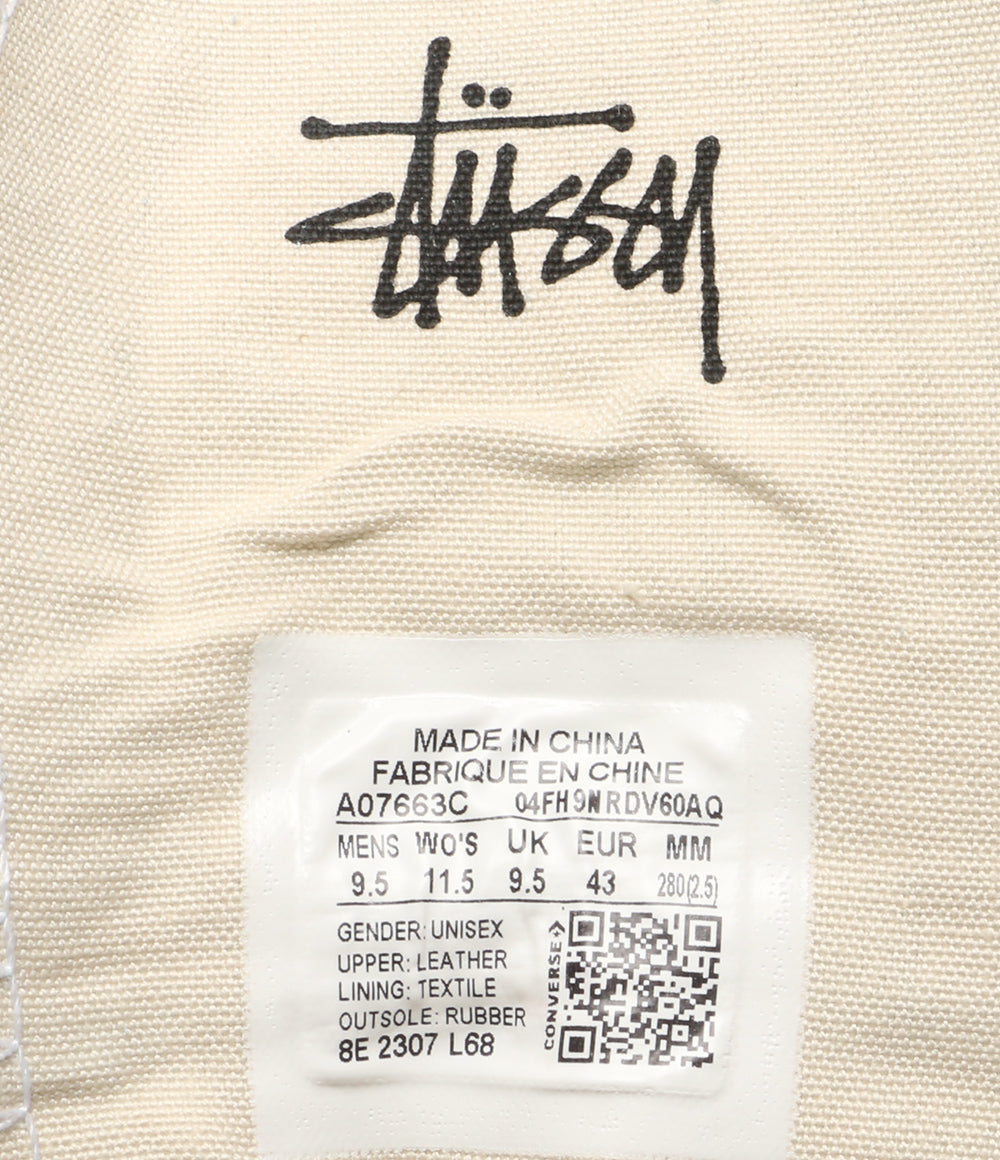 Stüssy
MADE IN CHINA
FABRIQUE EN CHINE
A07663C 04FH9NRDV60AQ
MENS WO'S UK EUR MM
9.5 11.5 9.5 43 280(2.5)
GENDER: UNISEX
UPPER: LEATHER
LINING: TEXTILE
OUTSOLE: RUBBER
8E 2307 L68
CONVERSE